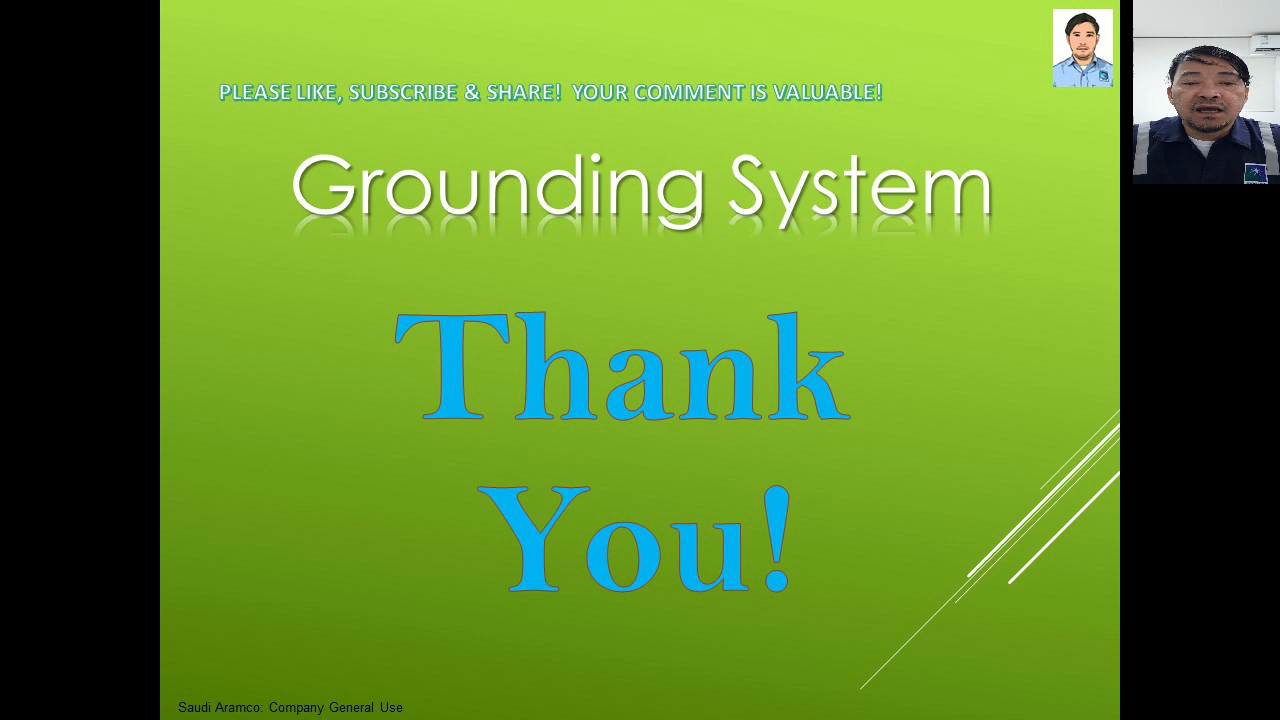 PLEASE LIKE, SUBSCRIBE & SHARE! YOUR COMMENT IS VALUABLE!
Grounding System
Thank
You!
Saudi Aramco: Company General Use